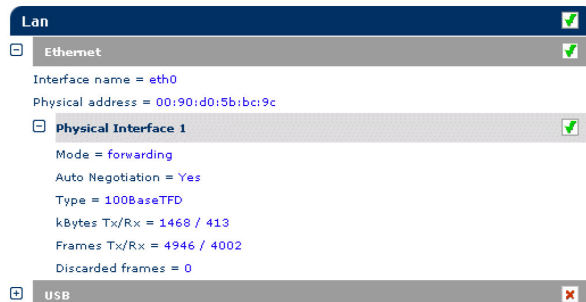 Lan
Ethernet
Interface name = eth0
Physical address = 00:90:d0:5b:bc:9c
Physical Interface 1
Mode = forwarding
Auto Negotiation = Yes
Type = 100BaseTFD
kBytes Tx/Rx = 1468 / 413
Frames Tx/Rx = 4946 / 4002
Discarded frames = 0
USB